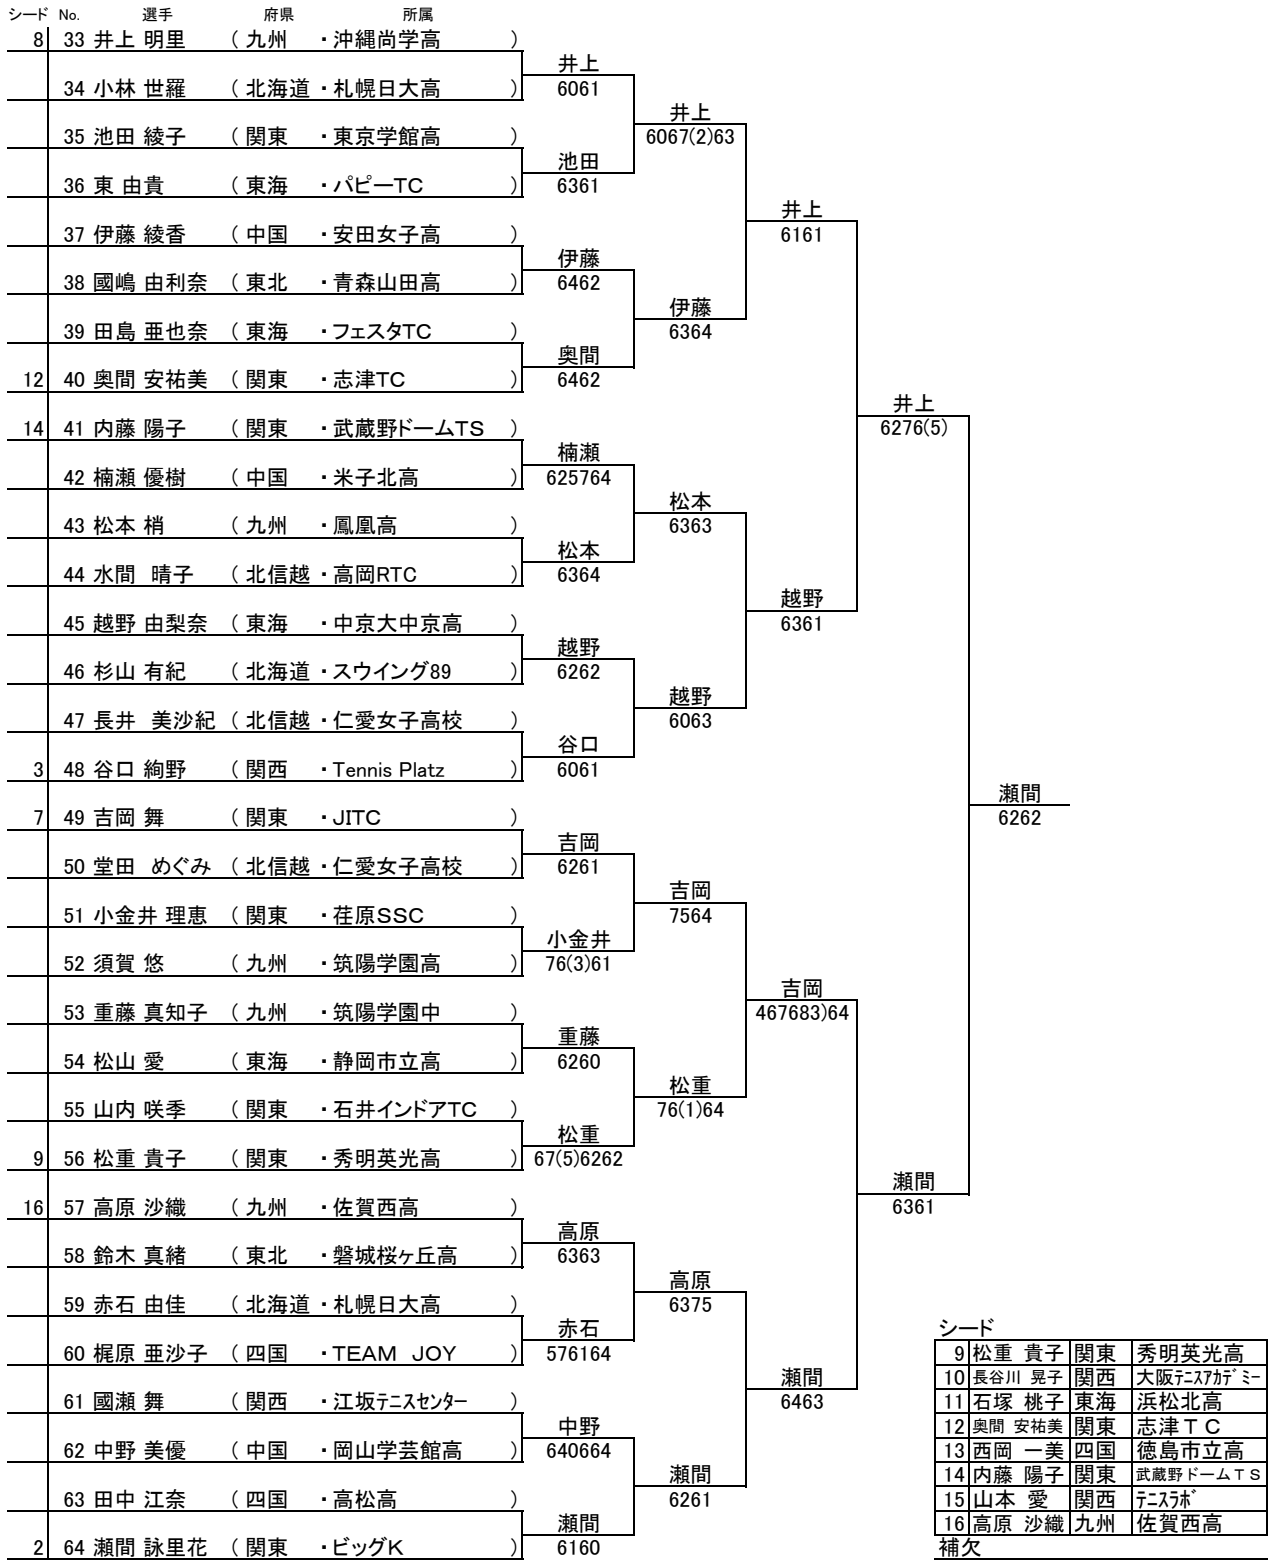 シード No. 選手 府県 所属
8 33 井上 明里 ( 九州 ・沖縄尚学高 )
井上
34 小林 世羅 ( 北海道 ・札幌日大高 ) 6061
井上
35 池田 綾子 ( 関東 ・東京学館高 ) 6067(2)63
池田
36 東 由貴 ( 東海 ・パピーTC ) 6361
井上
37 伊藤 綾香 ( 中国 ・安田女子高 ) 6161
伊藤
38 國嶋 由利奈 ( 東北 ・青森山田高 ) 6462
伊藤
39 田島 亜也奈 ( 東海 ・フェスタTC ) 6364
奥間
12 40 奥間 安祐美 ( 関東 ・志津TC ) 6462
井上
14 41 内藤 陽子 ( 関東 ・武蔵野ドームTS ) 6276(5)
楠瀬
42 楠瀬 優樹 ( 中国 ・米子北高 ) 625764
松本
43 松本 梢 ( 九州 ・鳳凰高 ) 6363
松本
44 水間 晴子 ( 北信越 ・高岡RTC ) 6364
越野
45 越野 由梨奈 ( 東海 ・中京大中京高 ) 6361
越野
46 杉山 有紀 ( 北海道 ・スウイング89 ) 6262
越野
47 長井 美沙紀 ( 北信越 ・仁愛女子高校 ) 6063
谷口
3 48 谷口 絢野 ( 関西 ・Tennis Platz ) 6061
瀬間
7 49 吉岡 舞 ( 関東 ・JITC ) 6262
吉岡
50 堂田 めぐみ ( 北信越 ・仁愛女子高校 ) 6261
吉岡
51 小金井 理恵 ( 関東 ・荏原SSC ) 7564
小金井
52 須賀 悠 ( 九州 ・筑陽学園高 ) 76(3)61
吉岡
53 重藤 真知子 ( 九州 ・筑陽学園中 ) 467683)64
重藤
54 松山 愛 ( 東海 ・静岡市立高 ) 6260
松重
55 山内 咲季 ( 関東 ・石井インドアTC ) 76(1)64
松重
9 56 松重 貴子 ( 関東 ・秀明英光高 ) 67(5)6262
瀬間
16 57 高原 沙織 ( 九州 ・佐賀西高 ) 6361
高原
58 鈴木 真緒 ( 東北 ・磐城桜ヶ丘高 ) 6363
高原
59 赤石 由佳 ( 北海道 ・札幌日大高 ) 6375
赤石
60 梶原 亜沙子 ( 四国 ・TEAM JOY ) 576164
瀬間
61 國瀬 舞 ( 関西 ・江坂テニスセンター ) 6463
中野
62 中野 美優 ( 中国 ・岡山学芸館高 ) 640664
瀬間
63 田中 江奈 ( 四国 ・高松高 ) 6261
瀬間
2 64 瀬間 詠里花 ( 関東 ・ビッグK ) 6160
シード
9 松重 貴子 関東 秀明英光高
10 長谷川 晃子 関西 大阪テニスアカデミー
11 石塚 桃子 東海 浜松北高
12 奥間 安祐美 関東 志津TC
13 西岡 一美 四国 徳島市立高
14 内藤 陽子 関東 武蔵野ドームTS
15 山本 愛 関西 テニスラボ
16 高原 沙織 九州 佐賀西高
補欠